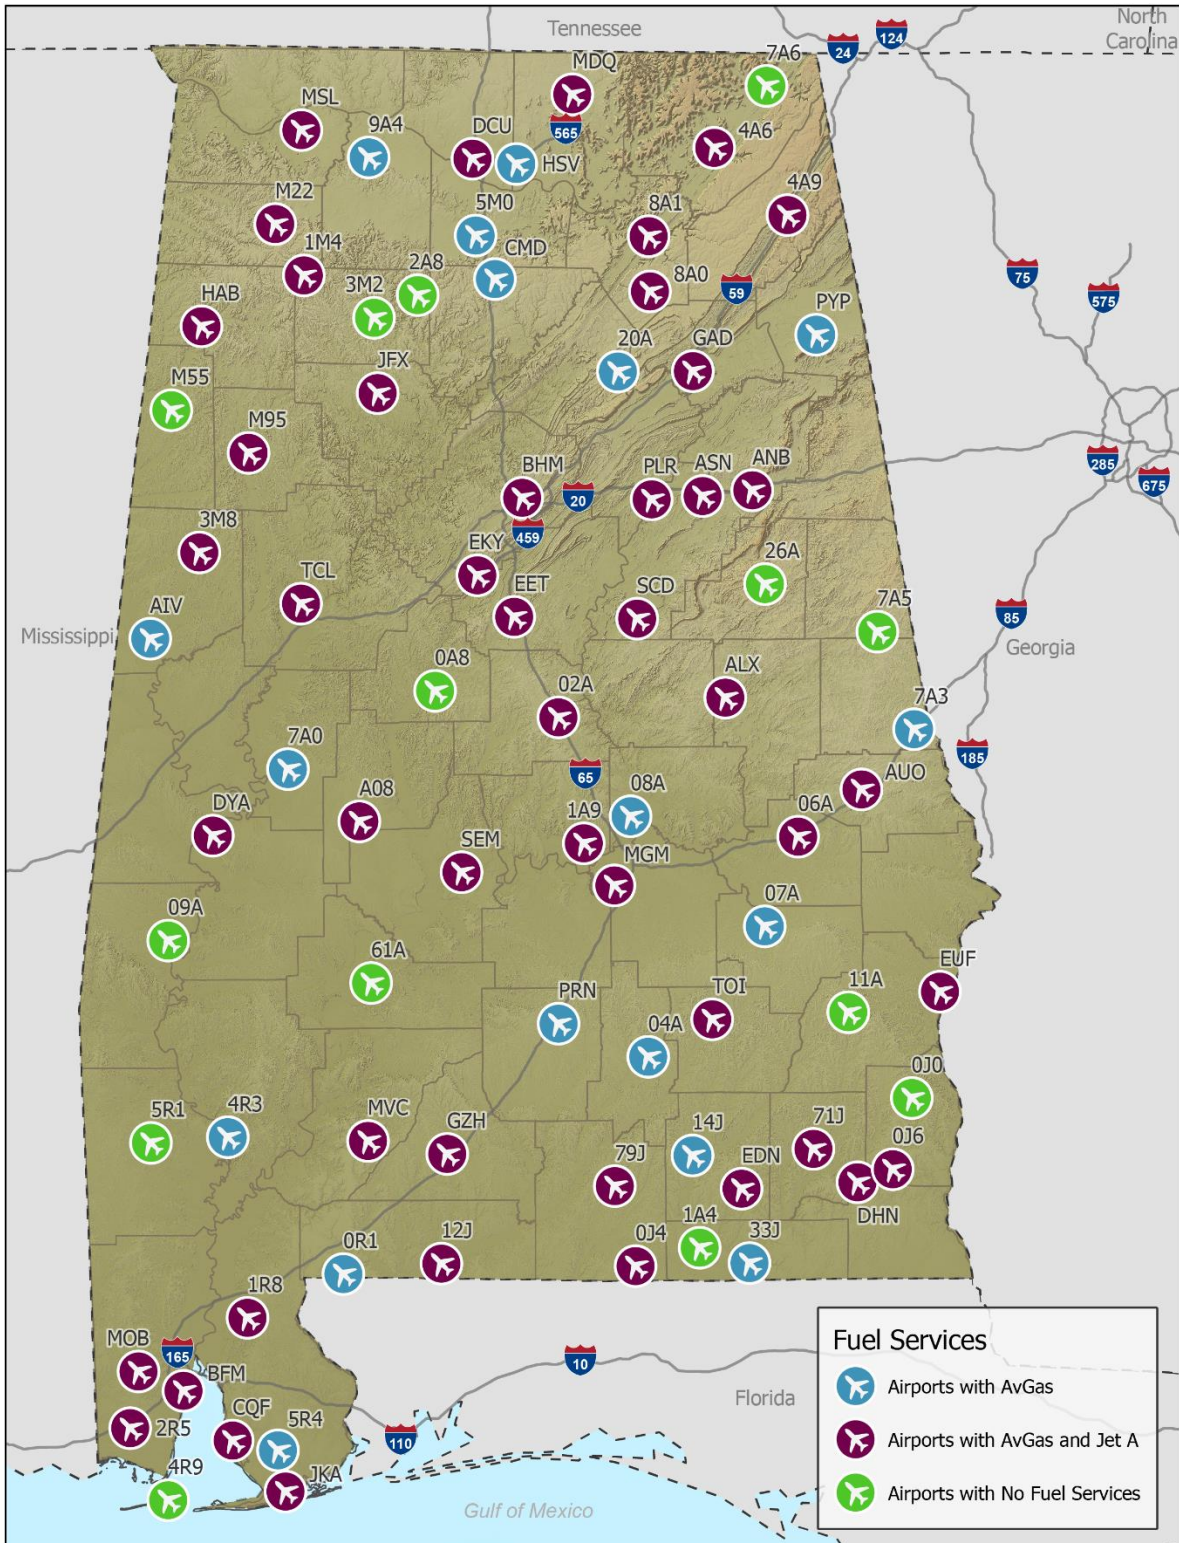 Tennessee
North
Carolina
124
24
7A6
MDQ
MSL
9A4
DCU
565
HSV
4A6
M22
5M0
8A1
4A9
1M4
2A8
CMD
3M2
8A0
59
75
575
HAB
20A
GAD
PYP
JFX
M55
M95
BHM
PLR
ASN
ANB
20
285
675
3M8
459
EKY
26A
TCL
EET
SCD
AIV
7A5
85
Mississippi
Georgia
0A8
ALX
02A
7A3
7A0
65
185
AUO
DYA
A08
08A
06A
1A9
SEM
MGM
09A
07A
61A
EUF
PRN
TOI
11A
04A
0J0
5R1
4R3
MVC
GZH
14J
71J
0J6
79J
EDN
DHN
0R1
12J
0J4
1A4
33J
1R8
MOB
165
BFM
10
Florida
CQF
2R5
5R4
110
4R9
JKA
Gulf of Mexico
Fuel Services
Airports with AvGas
Airports with AvGas and Jet A
Airports with No Fuel Services